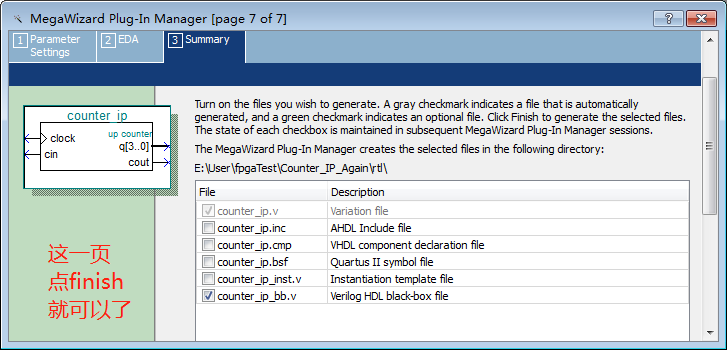 MegaWizard Plug-In Manager [page 7 of 7]
1 Parameter Settings
2 EDA
3 Summary
counter_ip
up counter
clock
q[3..0]
cin
cout
这一页
点finish
就可以了
Turn on the files you wish to generate. A gray checkmark indicates a file that is automatically
generated, and a green checkmark indicates an optional file. Click Finish to generate the selected files.
The state of each checkbox is maintained in subsequent MegaWizard Plug-In Manager sessions.
The MegaWizard Plug-In Manager creates the selected files in the following directory:
E:\User\fpgaTest\Counter_IP_Again\rtl\
File Description
counter_ip.v Variation file
counter_ip.inc AHDL Include file
counter_ip.cmp VHDL component declaration file
counter_ip.bsf Quartus II symbol file
counter_ip_inst.v Instantiation template file
counter_ip_bb.v Verilog HDL black-box file